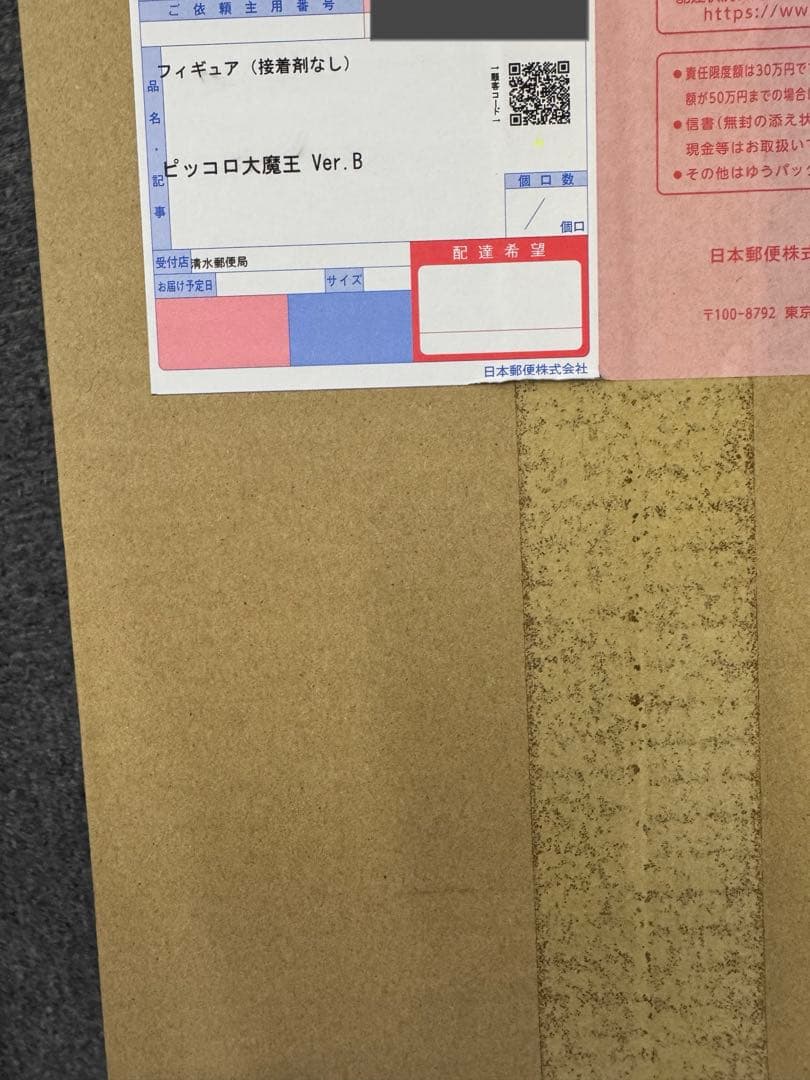 ご依頼主用番号
フィギュア (接着剤なし)
↑顧客コード↑
品名・記事
ピッコロ大魔王 Ver.B
個口数
個口
受付店 清水郵便局
お届け予定日
サイズ
配達希望
日本郵便株式会社
https://ww
●責任限度額は30万円で
額が50万円までの場合
●信書(無封の添え状
現金等はお取扱い
●その他はゆうパッ
日本郵便株式
〒100-8792 東京